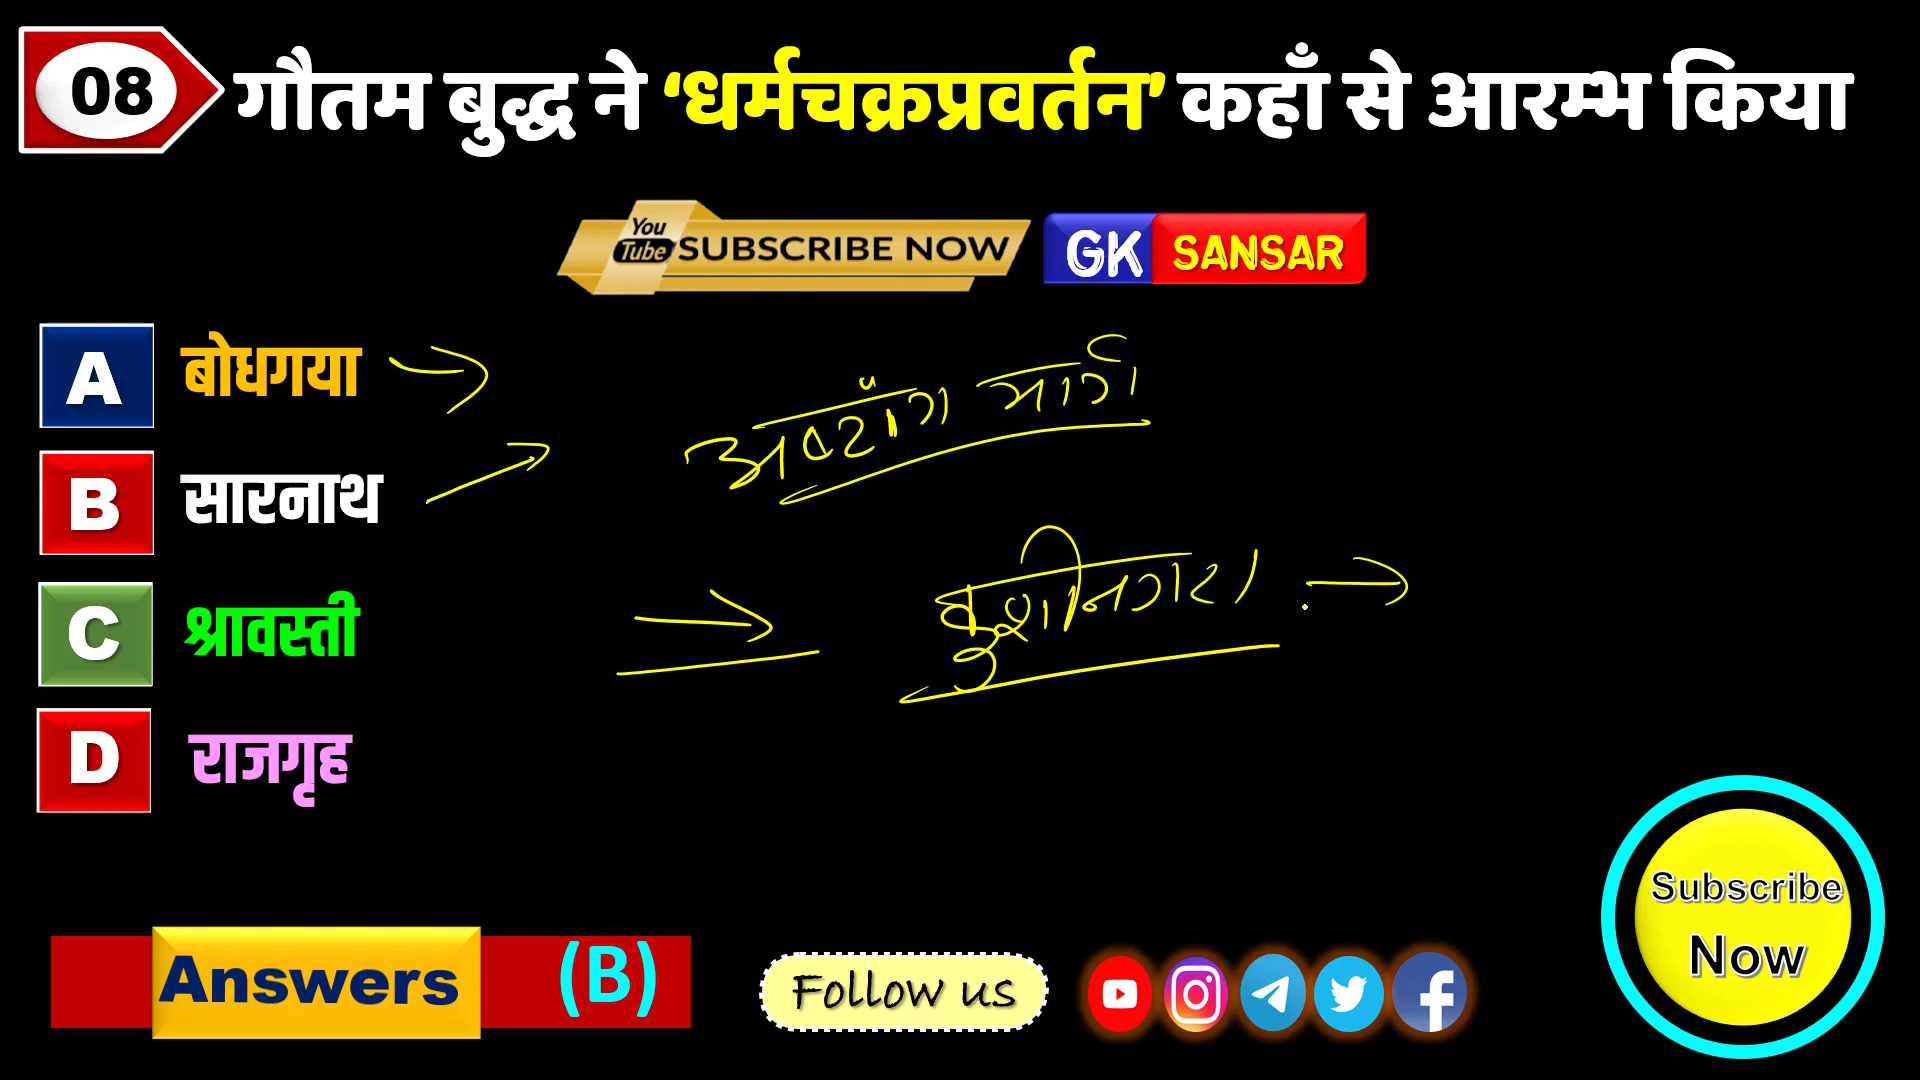 08 गौतम बुद्ध ने ‘धर्मचक्रप्रवर्तन’ कहाँ से आरम्भ किया
You Tube SUBSCRIBE NOW GK SANSAR
A बोधगया
B सारनाथ
C श्रावस्ती
D राजगृह
मार्ग
Answers (B)
Follow us
Subscribe Now